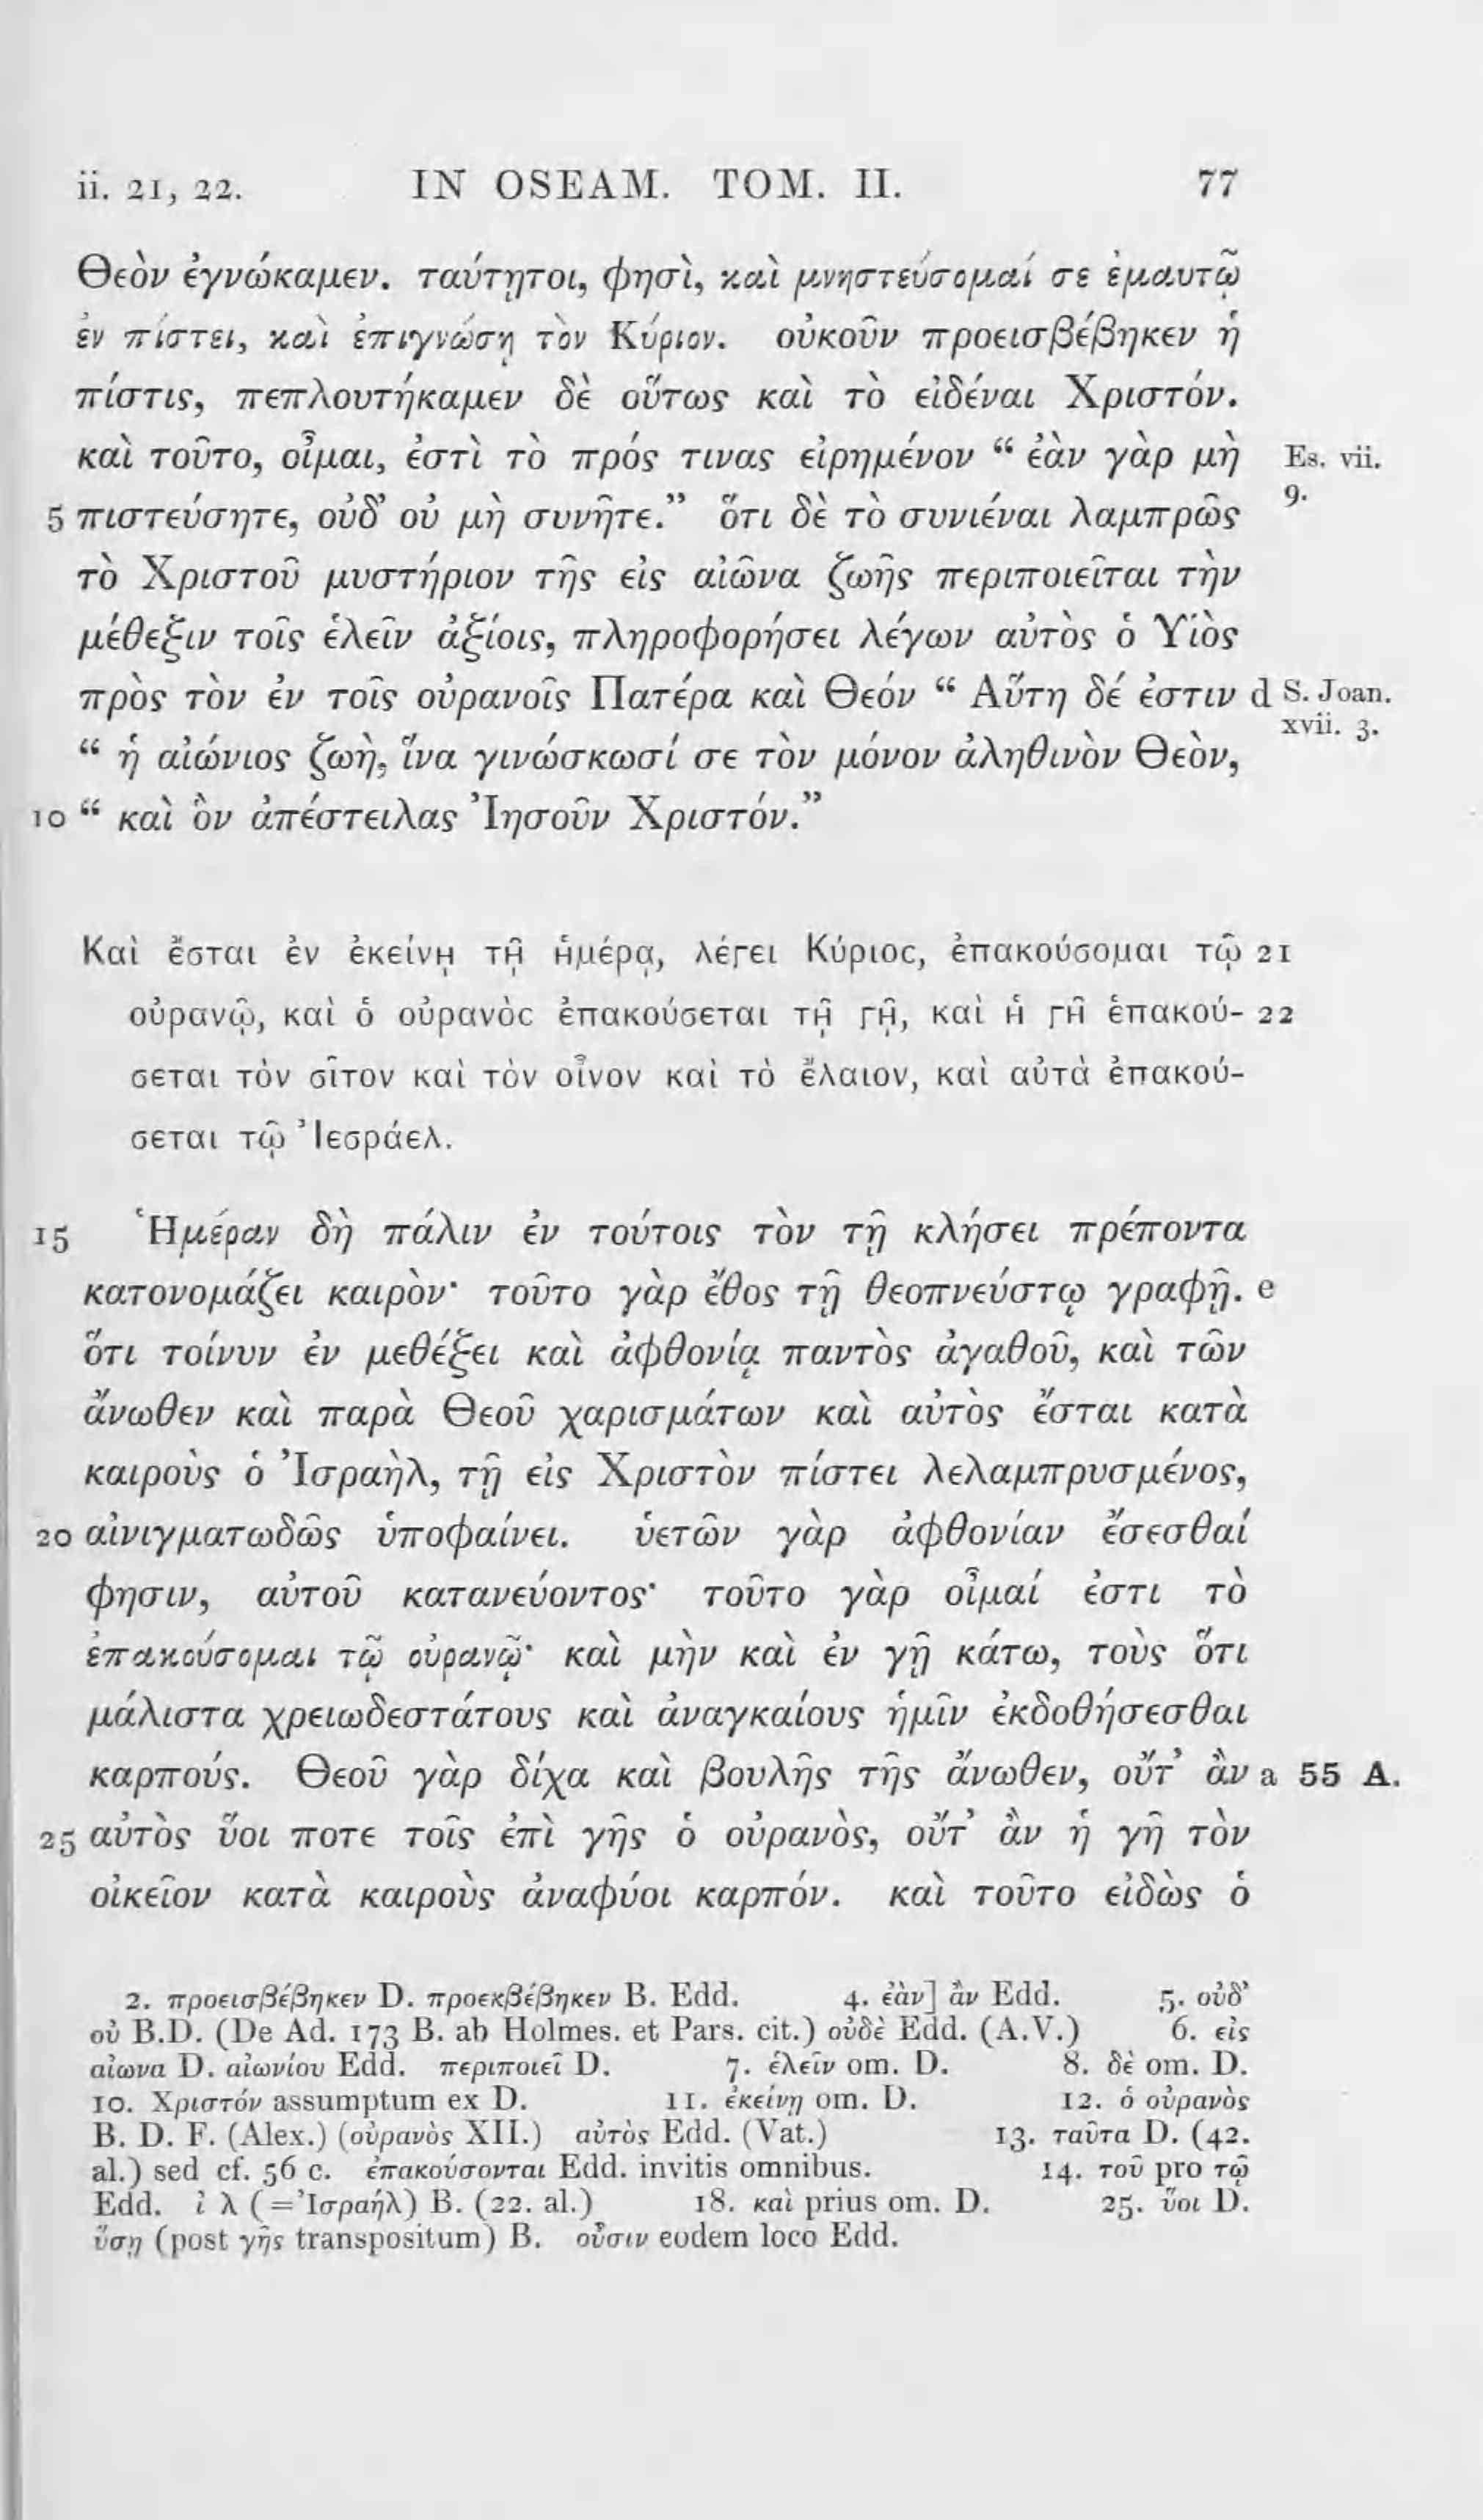 ii. 21, 22. IN OSEAM. TOM. II. 77
Θεὸν ἐγνώκαμεν. ταύτῃτοι, φησὶ, καὶ μνηστεύσομαί σε ἐμαυτῷ
ἐν πίστει, καὶ ἐπιγνώσῃ τὸν Κύριον. οὐκοῦν προεισβέβηκεν ἡ
πίστις, πεπλουτήκαμεν δὲ οὕτως καὶ τὸ εἰδέναι Χριστόν.
καὶ τοῦτο, οἶμαι, ἐστὶ τὸ πρός τινας εἰρημένον “ ἐὰν γὰρ μὴ Es. vii.
5 πιστεύσητε, οὐδ’ οὐ μὴ συνῆτε.” ὅτι δὲ τὸ συνιέναι λαμπρῶς 9.
τὸ Χριστοῦ μυστήριον τῆς εἰς αἰῶνα ζωῆς περιποιεῖται τὴν
μέθεξιν τοῖς ἑλεῖν ἀξίοις, πληροφορήσει λέγων αὐτὸς ὁ Υἱὸς
πρὸς τὸν ἐν τοῖς οὐρανοῖς Πατέρα καὶ Θεόν “ Αὕτη δέ ἐστιν d S. Joan.
“ ἡ αἰώνιος ζωὴ, ἵνα γινώσκωσί σε τὸν μόνον ἀληθινὸν Θεὸν, xvii. 3.
10 “ καὶ ὃν ἀπέστειλας Ἰησοῦν Χριστόν.”
Καὶ ἔσται ἐν ἐκείνῃ τῇ ἡμέρᾳ, λέγει Κύριος, ἐπακούσομαι τῷ 21
οὐρανῷ, καὶ ὁ οὐρανὸς ἐπακούσεται τῇ γῇ, καὶ ἡ γῆ ἐπακού- 22
σεται τὸν σῖτον καὶ τὸν οἶνον καὶ τὸ ἔλαιον, καὶ αὐτὰ ἐπακού-
σεται τῷ Ἰεσράελ.
15 Ἡμέραν δὴ πάλιν ἐν τούτοις τὸν τῇ κλήσει πρέποντα
κατονομάζει καιρὸν· τοῦτο γὰρ ἔθος τῇ θεοπνεύστῳ γραφῇ. e
ὅτι τοίνυν ἐν μεθέξει καὶ ἀφθονίᾳ παντὸς ἀγαθοῦ, καὶ τῶν
ἄνωθεν καὶ παρὰ Θεοῦ χαρισμάτων καὶ αὐτὸς ἔσται κατὰ
καιροὺς ὁ Ἰσραὴλ, τῇ εἰς Χριστὸν πίστει λελαμπρυσμένος,
20 αἰνιγματωδῶς ὑποφαίνει. ὑετῶν γὰρ ἀφθονίαν ἔσεσθαί
φησιν, αὐτοῦ κατανεύοντος· τοῦτο γὰρ οἶμαί ἐστι τὸ
ἐπακούσομαι τῷ οὐρανῷ· καὶ μὴν καὶ ἐν γῇ κάτω, τοὺς ὅτι
μάλιστα χρειωδεστάτους καὶ ἀναγκαίους ἡμῖν ἐκδοθήσεσθαι
καρπούς. Θεοῦ γὰρ δίχα καὶ βουλῆς τῆς ἄνωθεν, οὔτ’ ἂν a 55 A.
25 αὐτὸς ὕοι ποτε τοῖς ἐπὶ γῆς ὁ οὐρανὸς, οὔτ’ ἂν ἡ γῆ τὸν
οἰκεῖον κατὰ καιροὺς ἀναφύοι καρπόν. καὶ τοῦτο εἰδὼς ὁ
2. προεισβέβηκεν D. προεκβέβηκεν B. Edd. 4. ἐὰν] ἂν Edd. 5. οὐδ’
οὐ B.D. (De Ad. 173 B. ab Holmes. et Pars. cit.) οὐδὲ Edd. (A.V.) 6. εἰς
αἰωνα D. αἰωνίου Edd. περιποιεῖ D. 7. ἑλεῖν om. D. 8. δὲ om. D.
10. Χριστόν assumptum ex D. 11. ἐκείνῃ om. D. 12. ὁ οὐρανὸς
B. D. F. (Alex.) (οὐρανὸς XII.) αὐτὸς Edd. (Vat.) 13. ταῦτα D. (42.
al.) sed cf. 56 c. ἐπακούσονται Edd. invitis omnibus. 14. τοῦ pro τῷ
Edd. ἰ λ (=Ἰσραήλ) B. (22. al.) 18. καὶ prius om. D. 25. ὕοι D.
ὕσῃ (post γῆς transpositum) B. οὖσιν eodem loco Edd.